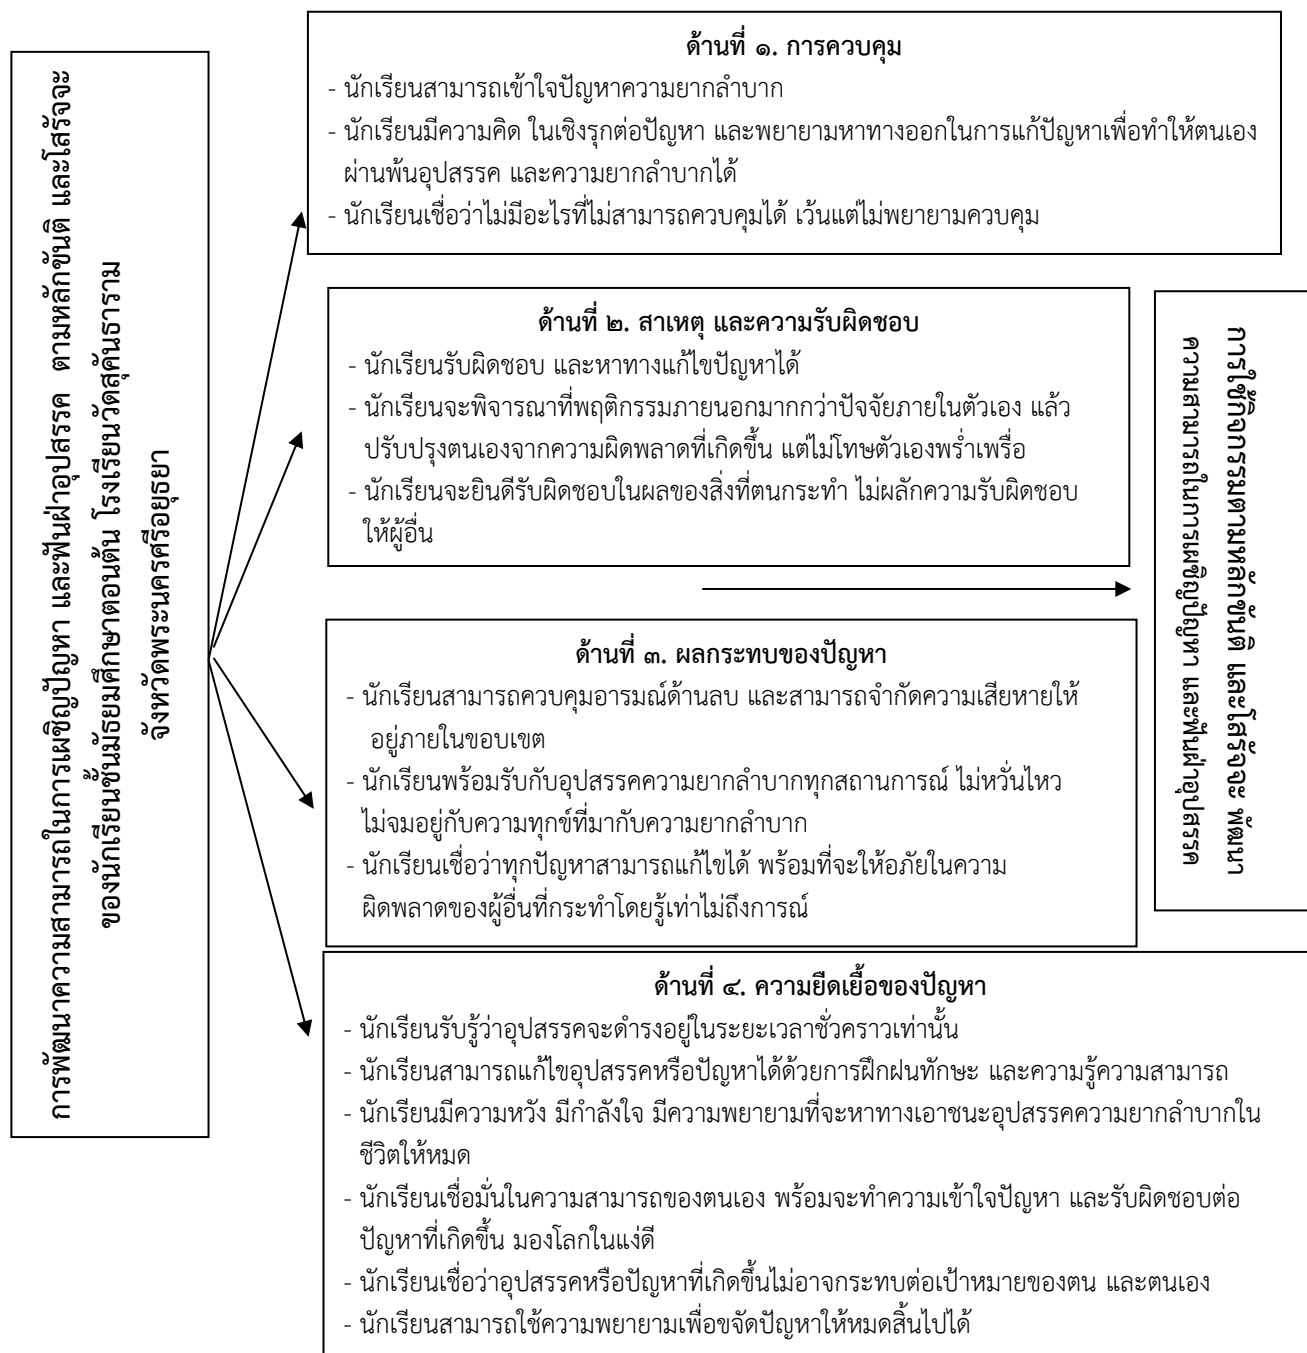 การพัฒนาความสามารถในการเผชิญปัญหา และฟันฝ่าอุปสรรค ตามหลักขันติ และโสรัจจะ
ของนักเรียนชั้นมัธยมศึกษาตอนต้น โรงเรียนวัดสุคันธาราม
จังหวัดพระนครศรีอยุธยา
ด้านที่ ๑. การควบคุม
- นักเรียนสามารถเข้าใจปัญหาความยากลำบาก
- นักเรียนมีความคิด ในเชิงรุกต่อปัญหา และพยายามหาทางออกในการแก้ปัญหาเพื่อทำให้ตนเอง
ผ่านพ้นอุปสรรค และความยากลำบากได้
- นักเรียนเชื่อว่าไม่มีอะไรที่ไม่สามารถควบคุมได้ เว้นแต่ไม่พยายามควบคุม
ด้านที่ ๒. สาเหตุ และความรับผิดชอบ
- นักเรียนรับผิดชอบ และหาทางแก้ไขปัญหาได้
- นักเรียนจะพิจารณาที่พฤติกรรมภายนอกมากกว่าปัจจัยภายในตัวเอง แล้ว
ปรับปรุงตนเองจากความผิดพลาดที่เกิดขึ้น แต่ไม่โทษตัวเองพร่ำเพรื่อ
- นักเรียนจะยินดีรับผิดชอบในผลของสิ่งที่ตนกระทำ ไม่ผลักความรับผิดชอบ
ให้ผู้อื่น
ด้านที่ ๓. ผลกระทบของปัญหา
- นักเรียนสามารถควบคุมอารมณ์ด้านลบ และสามารถจำกัดความเสียหายให้
อยู่ภายในขอบเขต
- นักเรียนพร้อมรับกับอุปสรรคความยากลำบากทุกสถานการณ์ ไม่หวั่นไหว
ไม่จมอยู่กับความทุกข์ที่มากับความยากลำบาก
- นักเรียนเชื่อว่าทุกปัญหาสามารถแก้ไขได้ พร้อมที่จะให้อภัยในความ
ผิดพลาดของผู้อื่นที่กระทำโดยรู้เท่าไม่ถึงการณ์
ด้านที่ ๔. ความยืดเยื้อของปัญหา
- นักเรียนรับรู้ว่าอุปสรรคจะดำรงอยู่ในระยะเวลาชั่วคราวเท่านั้น
- นักเรียนสามารถแก้ไขอุปสรรคหรือปัญหาได้ด้วยการฝึกฝนทักษะ และความรู้ความสามารถ
- นักเรียนมีความหวัง มีกำลังใจ มีความพยายามที่จะหาทางเอาชนะอุปสรรคความยากลำบากใน
ชีวิตให้หมด
- นักเรียนเชื่อมั่นในความสามารถของตนเอง พร้อมจะทำความเข้าใจปัญหา และรับผิดชอบต่อ
ปัญหาที่เกิดขึ้น มองโลกในแง่ดี
- นักเรียนเชื่อว่าอุปสรรคหรือปัญหาที่เกิดขึ้นไม่อาจกระทบต่อเป้าหมายของตน และตนเอง
- นักเรียนสามารถใช้ความพยายามเพื่อขจัดปัญหาให้หมดสิ้นไปได้
การใช้กิจกรรมตามหลักขันติ และโสรัจจะ พัฒนา
ความสามารถในการเผชิญปัญหา และฟันฝ่าอุปสรรค